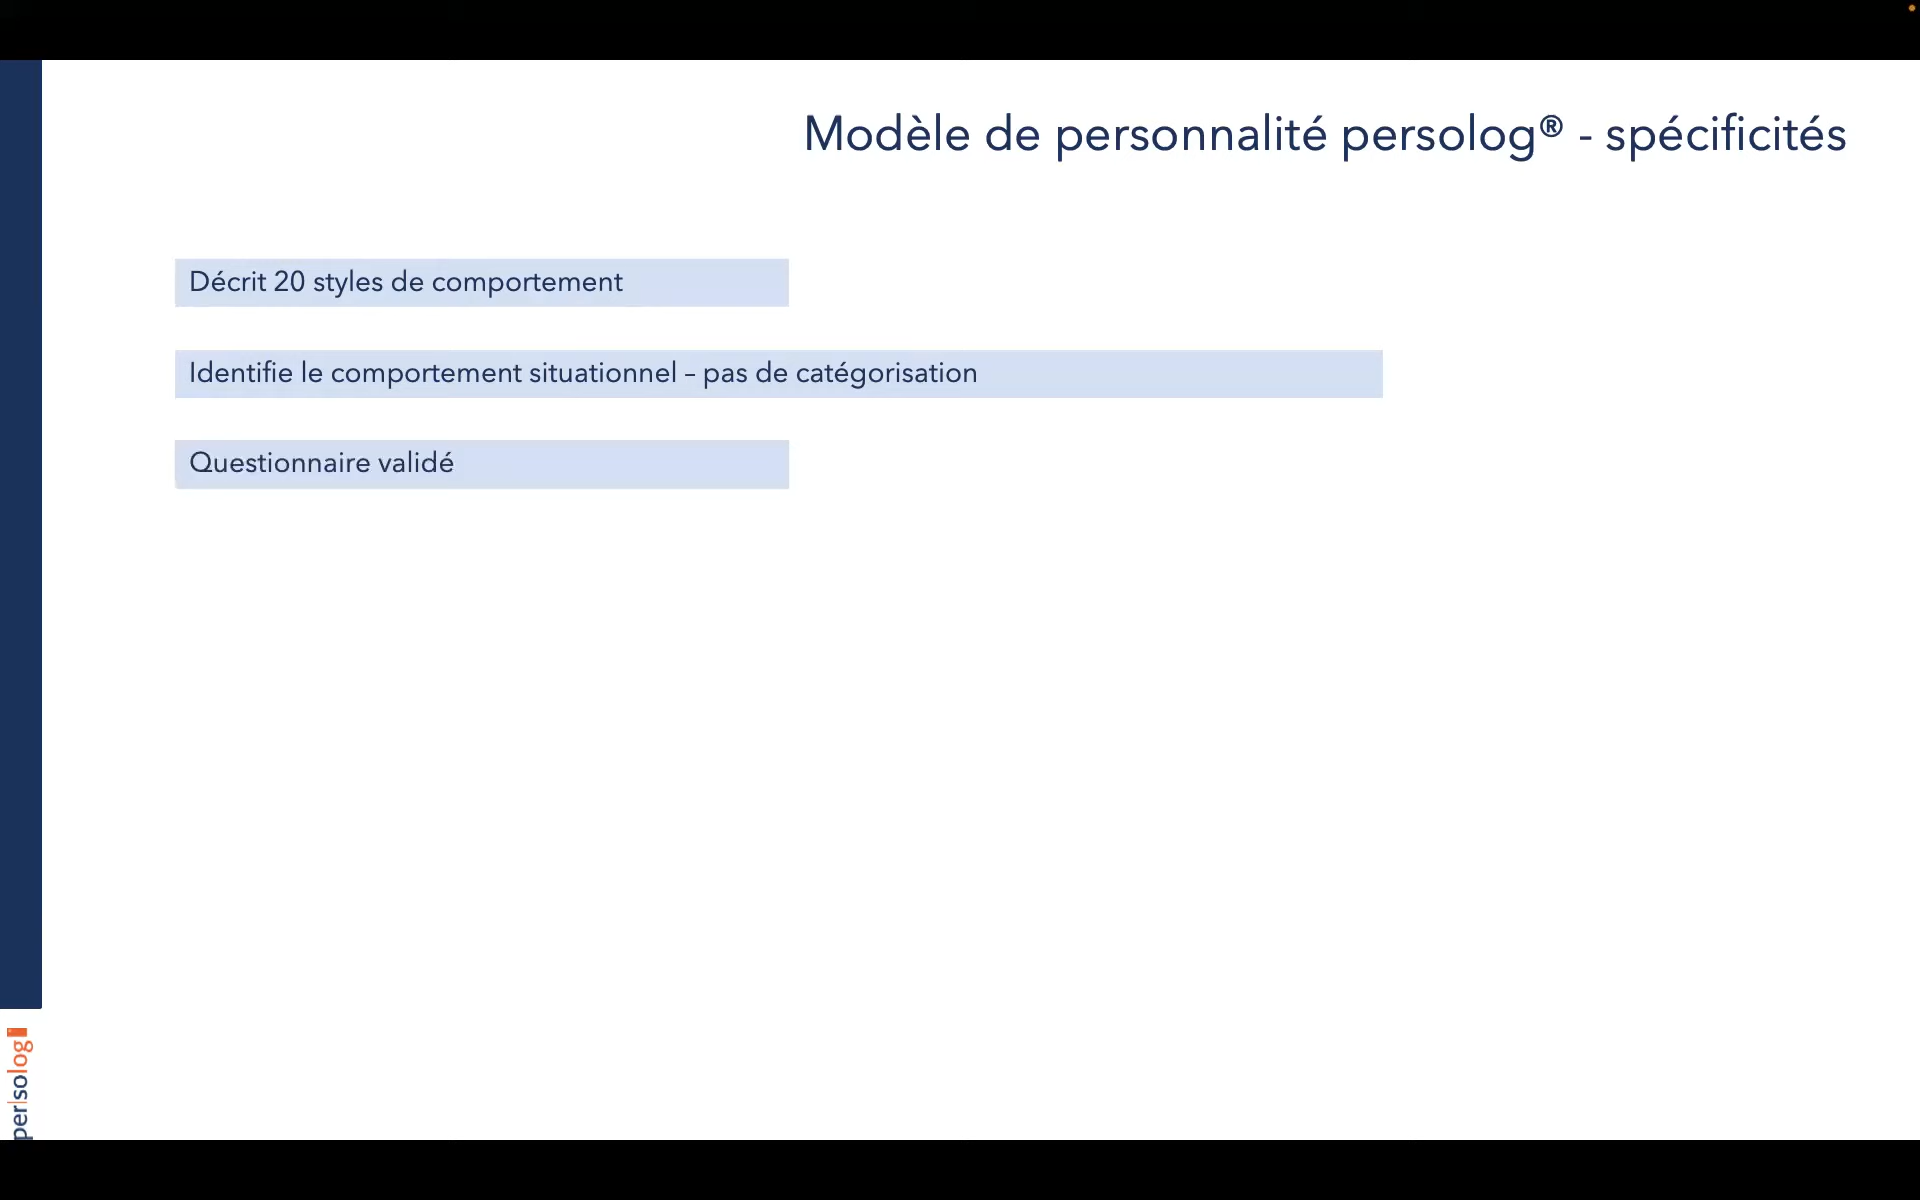 Modèle de personnalité persolog® - spécificités
Décrit 20 styles de comportement
Identifie le comportement situationnel – pas de catégorisation
Questionnaire validé
persolog